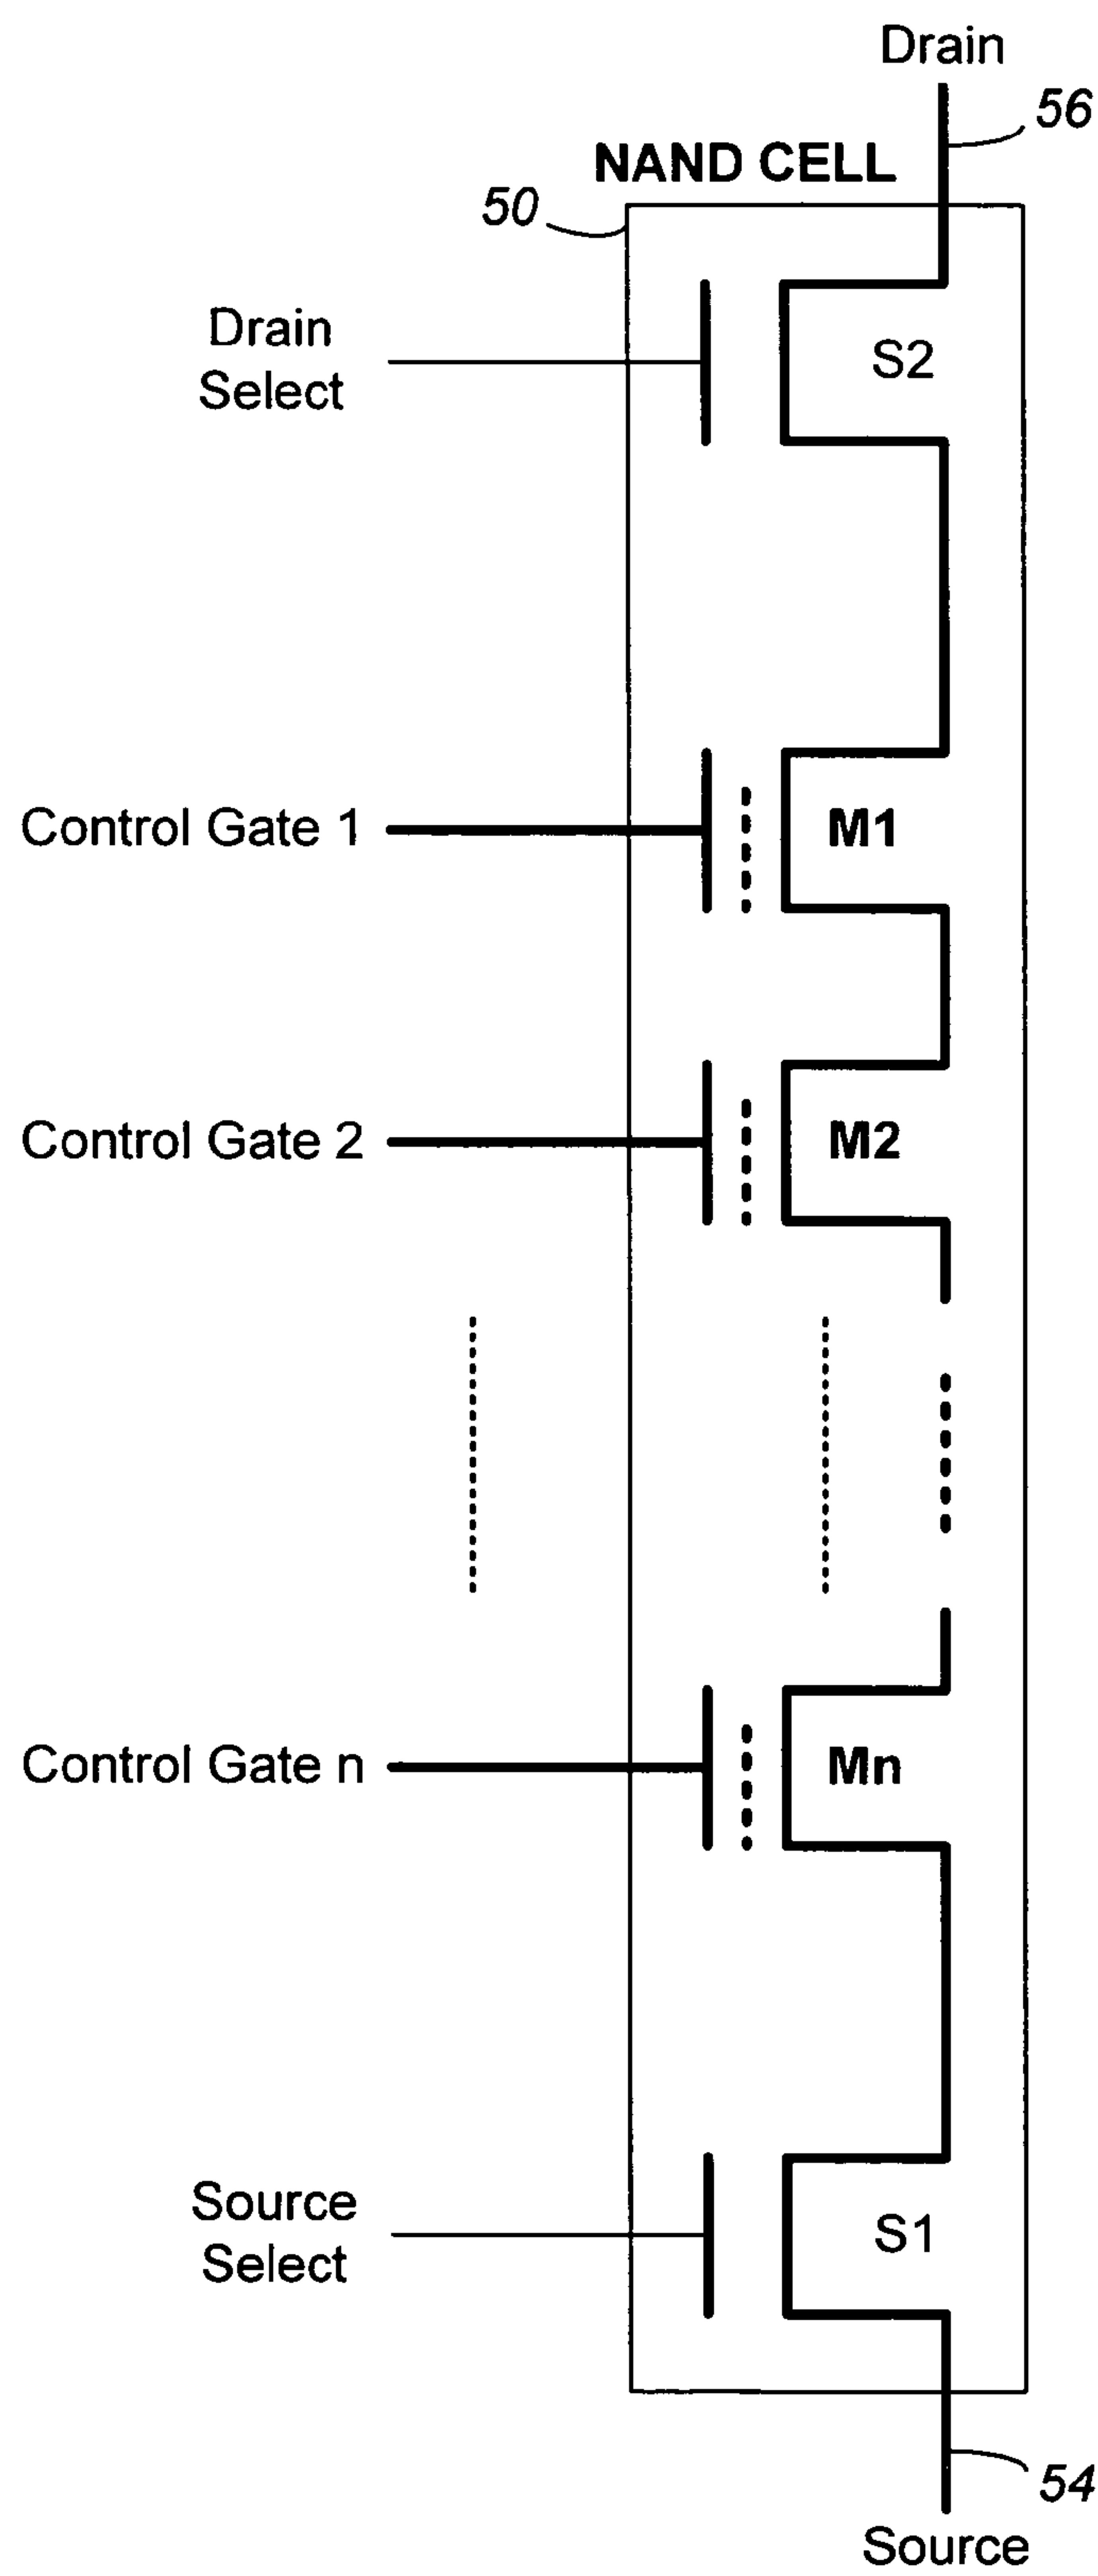 Drain
56
NAND CELL
50
Drain
Select
S2
Control Gate 1
M1
Control Gate 2
M2
Control Gate n
Mn
Source
Select
S1
54
Source